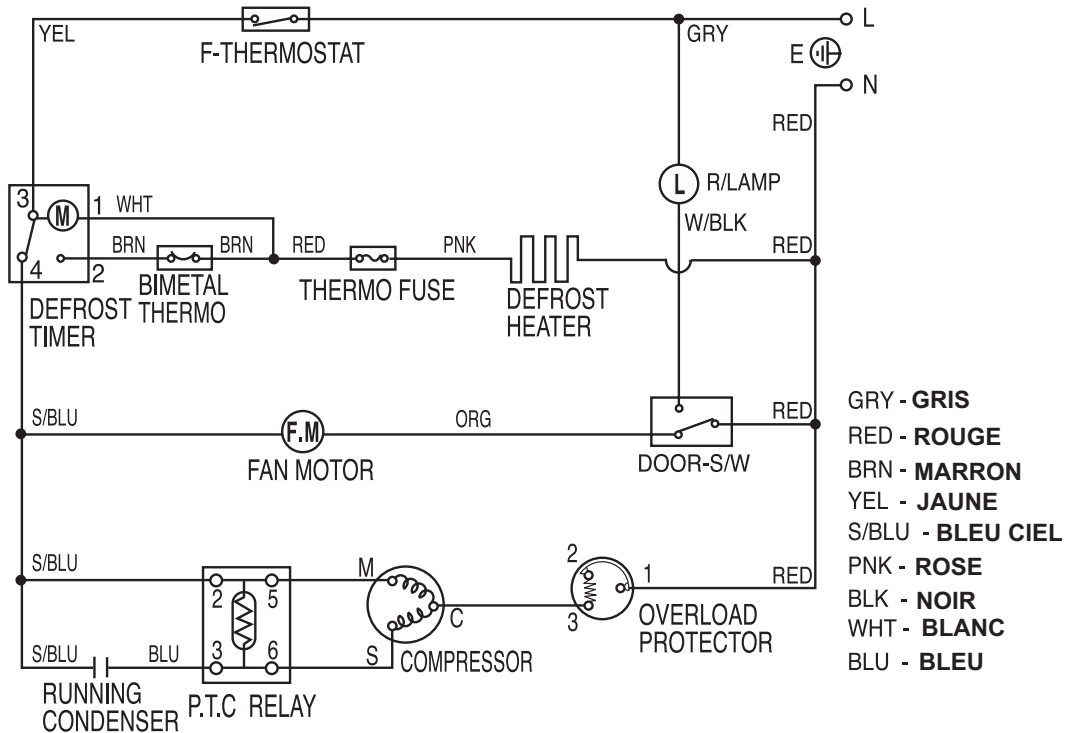 YEL
F-THERMOSTAT
GRY
L
E
N
RED
3
M
1
WHT
L
R/LAMP
W/BLK
BRN
BRN
RED
PNK
RED
4
2
DEFROST
TIMER
BIMETAL
THERMO
THERMO FUSE
DEFROST
HEATER
S/BLU
F.M
FAN MOTOR
ORG
RED
DOOR-S/W
S/BLU
2
5
M
C
S
COMPRESSOR
2
1
3
RED
OVERLOAD
PROTECTOR
S/BLU
BLU
3
6
RUNNING
CONDENSER
P.T.C RELAY
GRY - GRIS
RED - ROUGE
BRN - MARRON
YEL - JAUNE
S/BLU - BLEU CIEL
PNK - ROSE
BLK - NOIR
WHT - BLANC
BLU - BLEU